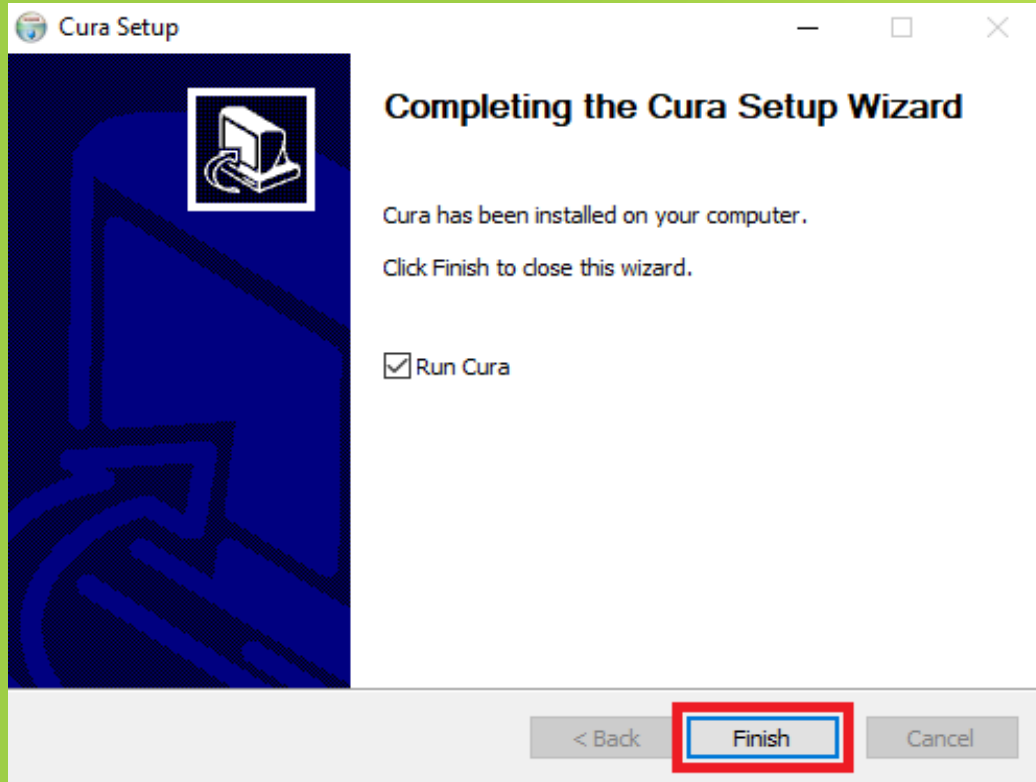 Cura Setup
Completing the Cura Setup Wizard
Cura has been installed on your computer.
Click Finish to close this wizard.
Run Cura
< Back Finish Cancel